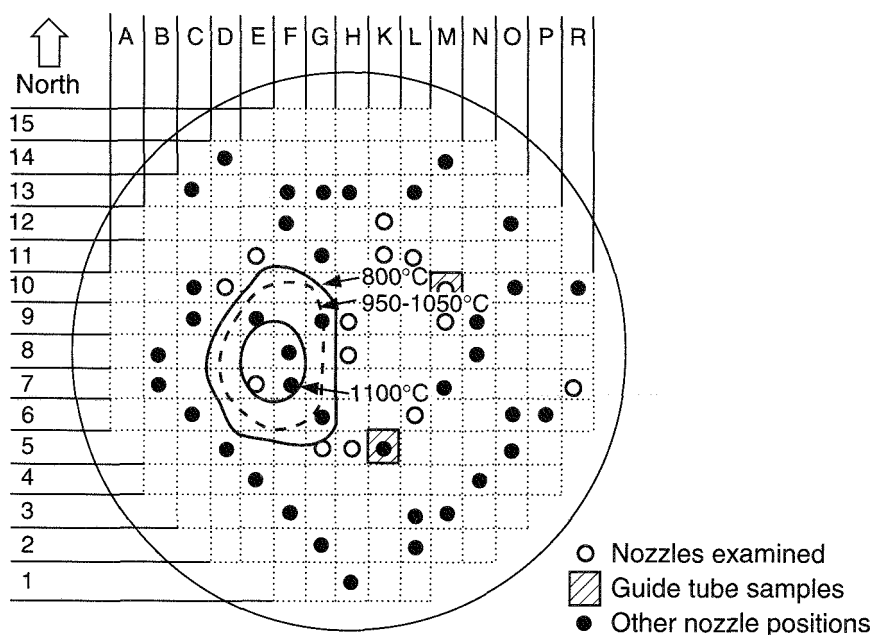 A B C D E F G H K L M N O P R
North
15
14
13
12
11
800°C
10
950-1050°C
9
8
7
1100°C
6
5
4
3
2
1
Nozzles examined
Guide tube samples
Other nozzle positions